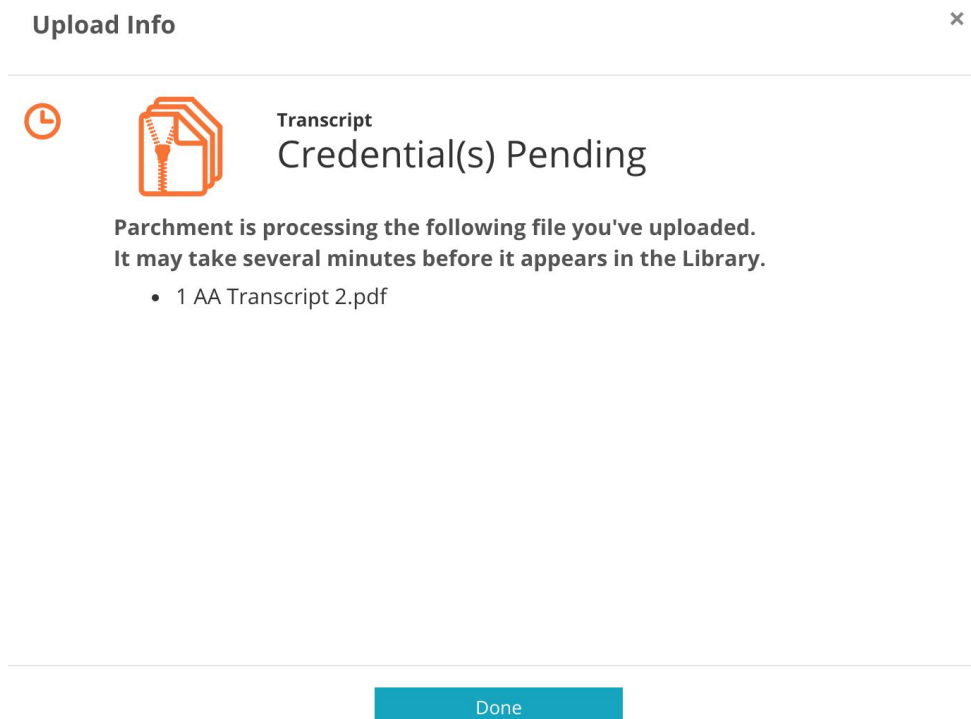 Upload Info
×
Transcript
Credential(s) Pending
Parchment is processing the following file you've uploaded.
It may take several minutes before it appears in the Library.
• 1 AA Transcript 2.pdf
Done